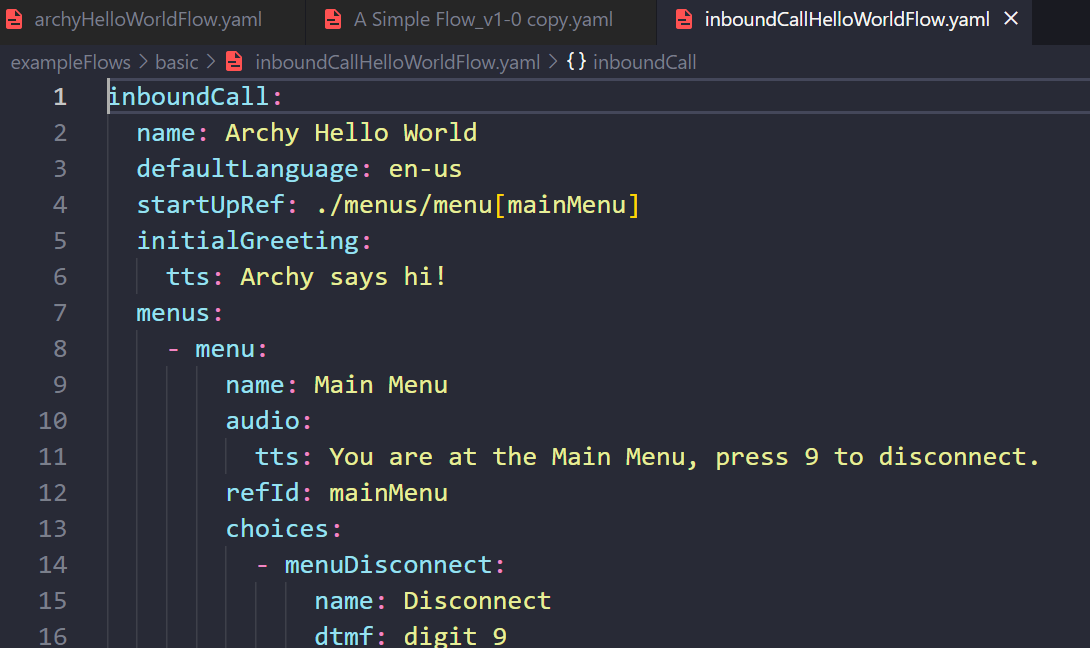 archyHelloWorldFlow.yaml A Simple Flow_v1-0 copy.yaml inboundCallHelloWorldFlow.yaml ×
exampleFlows > basic > inboundCallHelloWorldFlow.yaml > {} inboundCall
1 inboundCall:
2 name: Archy Hello World
3 defaultLanguage: en-us
4 startUpRef: ./menus/menu[mainMenu]
5 initialGreeting:
6 tts: Archy says hi!
7 menus:
8 - menu:
9 name: Main Menu
10 audio:
11 tts: You are at the Main Menu, press 9 to disconnect.
12 refId: mainMenu
13 choices:
14 - menuDisconnect:
15 name: Disconnect
16 dtmf: digit_9